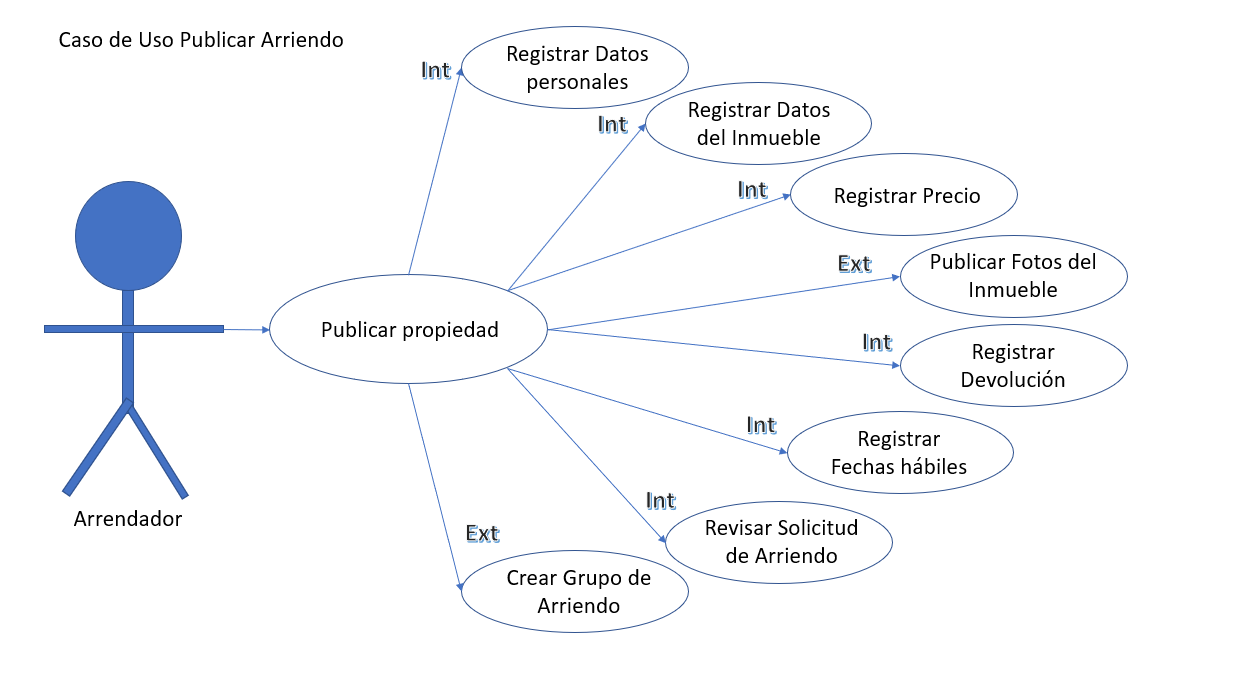 Caso de Uso Publicar Arriendo
Int
Registrar Datos
personales
Int
Registrar Datos
del Inmueble
Int
Registrar Precio
Ext
Publicar Fotos del
Inmueble
Publicar propiedad
Int
Registrar
Devolución
Int
Registrar
Fechas hábiles
Int
Revisar Solicitud
de Arriendo
Arrendador
Ext
Crear Grupo de
Arriendo